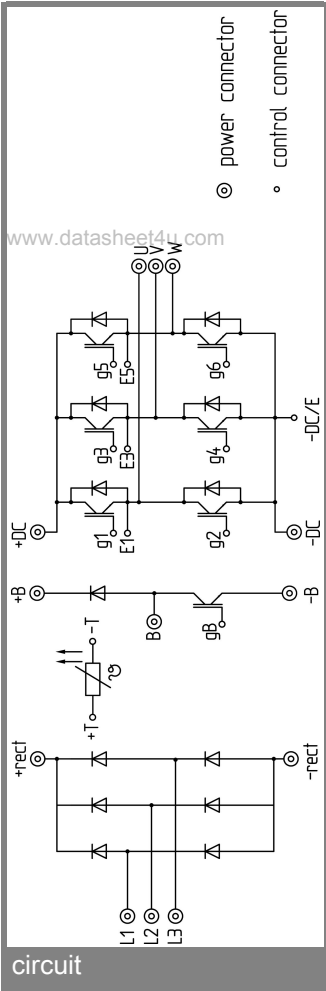 power connector
control connector
www.datasheet4u.com
U
V
W
g5
E5
g6
g3
E3
g4
-DC/E
+DC
g1
E1
g2
-DC
+B
B
gB
-B
-T
+T
ϑ
+rect
-rect
L1
L2
L3
circuit